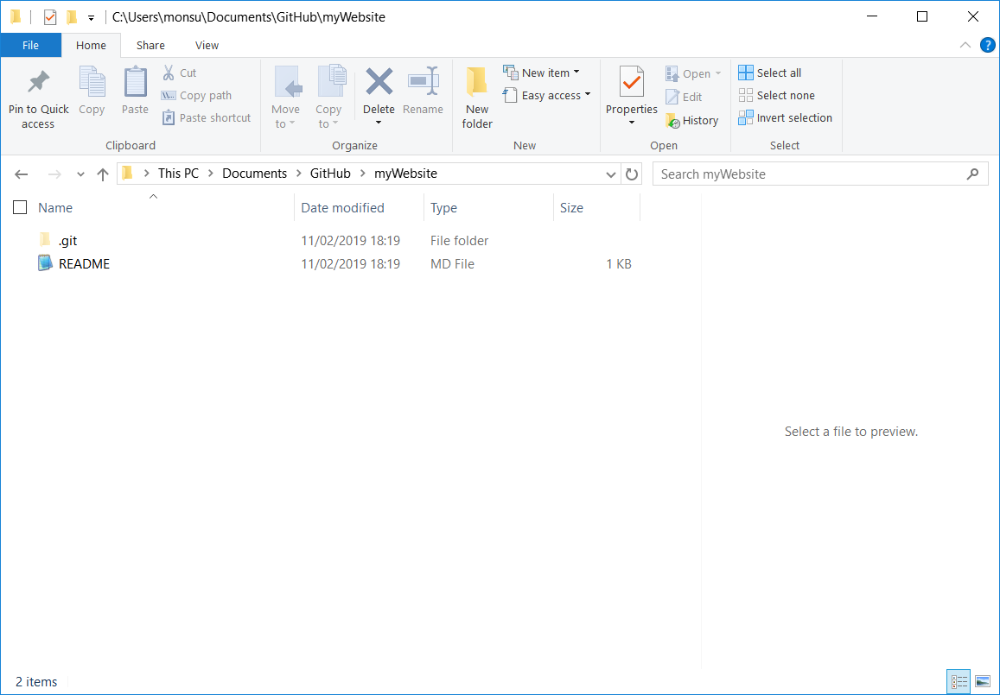 C:\Users\monsu\Documents\GitHub\myWebsite
File Home Share View ?
Pin to Quick access
Copy
Paste
Cut
Copy path
Paste shortcut
Clipboard
Move to
Copy to
Delete
Rename
Organize
New folder
New item
Easy access
New
Properties
Open
Edit
History
Open
Select all
Select none
Invert selection
Select
This PC > Documents > GitHub > myWebsite
Search myWebsite
Name Date modified Type Size
.git 11/02/2019 18:19 File folder
README 11/02/2019 18:19 MD File 1 KB
Select a file to preview.
2 items